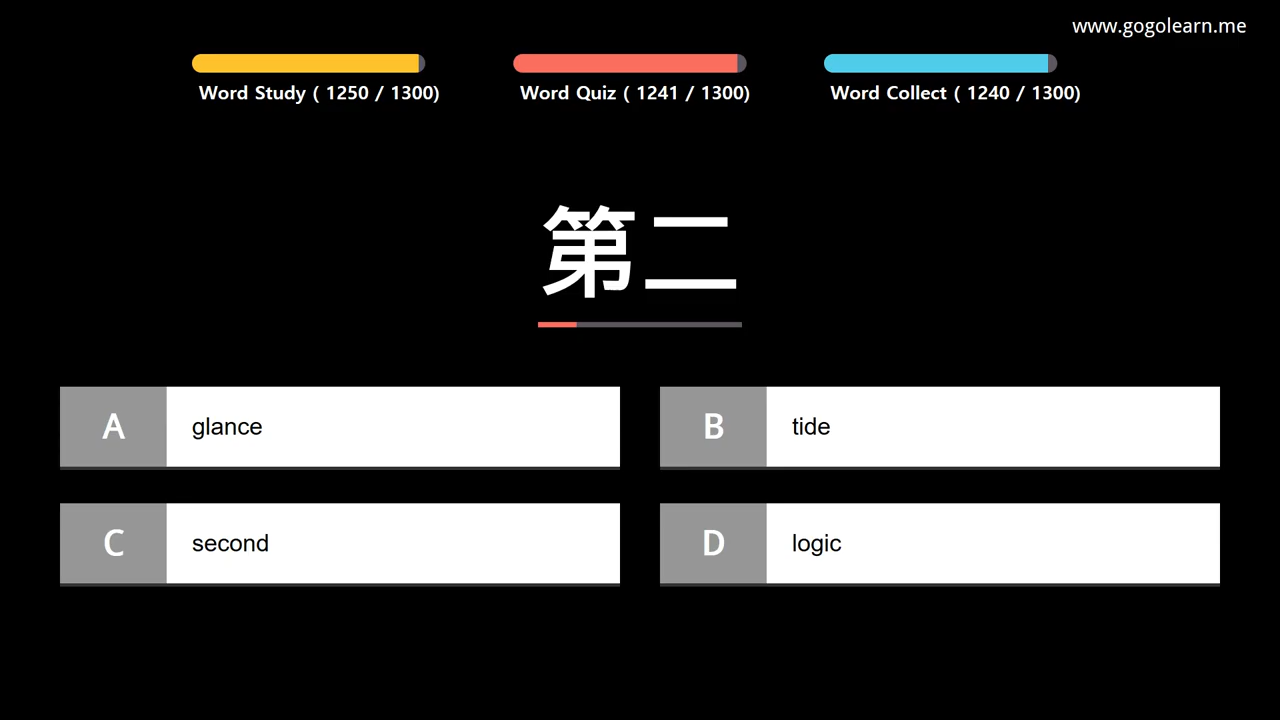 www.gogolearn.me
Word Study ( 1250 / 1300)
Word Quiz ( 1241 / 1300)
Word Collect ( 1240 / 1300)
第二
A glance
B tide
C second
D logic